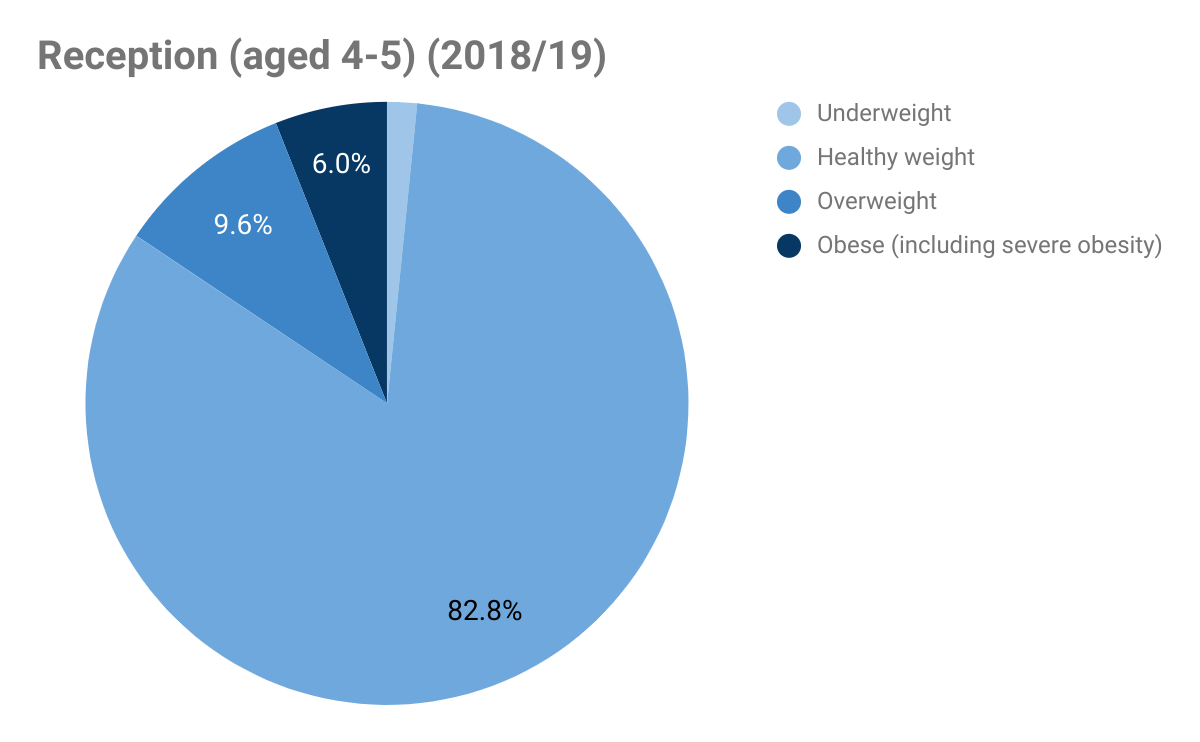 Reception (aged 4-5) (2018/19)
Underweight
Healthy weight
Overweight
Obese (including severe obesity)
6.0%
9.6%
82.8%